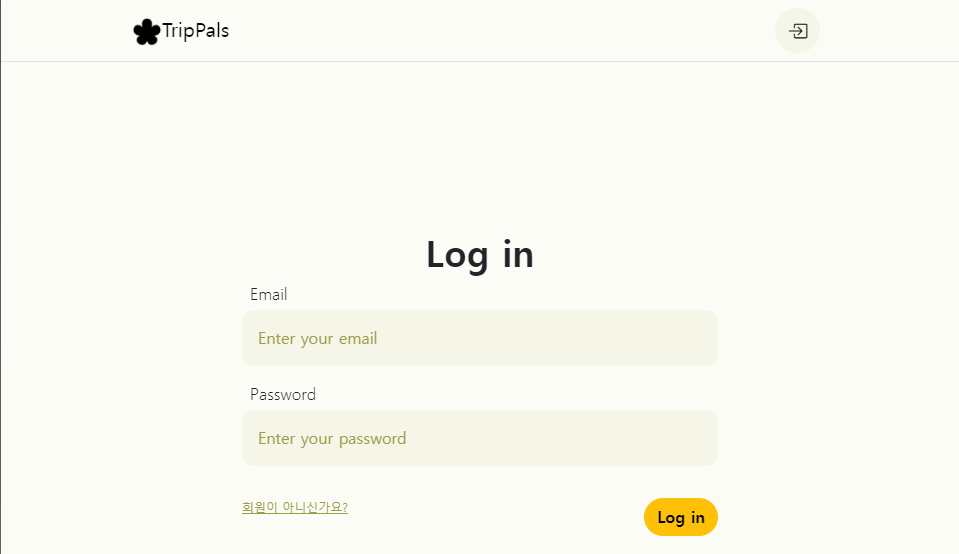 TripPals
Log in
Email
Enter your email
Password
Enter your password
회원이 아니신가요?
Log in